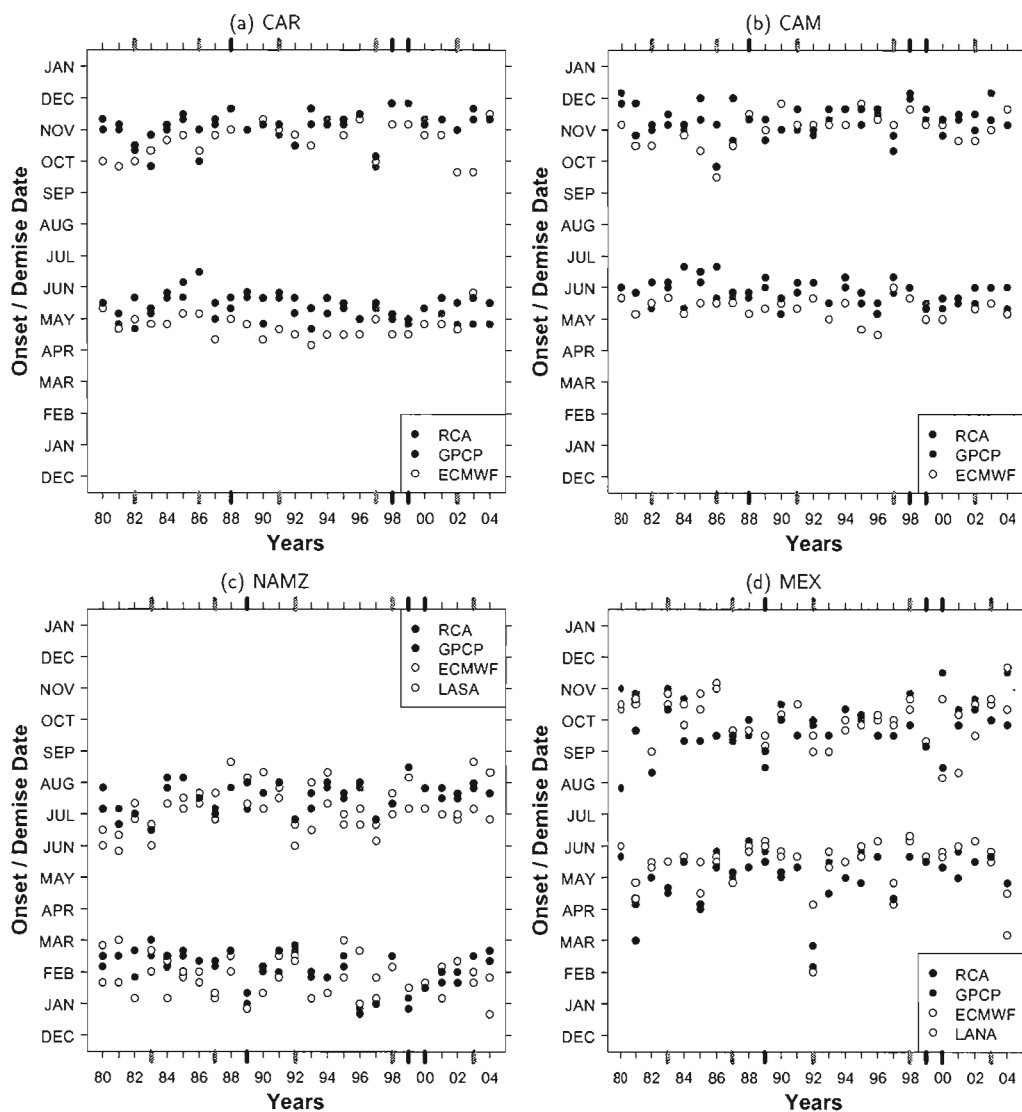 (a) CAR
Onset / Demise Date
JAN
DEC
NOV
OCT
SEP
AUG
JUL
JUN
MAY
APR
MAR
FEB
JAN
DEC
RCA
GPCP
ECMWF
80 82 84 86 88 90 92 94 96 98 00 02 04
Years
(b) CAM
Onset / Demise Date
JAN
DEC
NOV
OCT
SEP
AUG
JUL
JUN
MAY
APR
MAR
FEB
JAN
DEC
RCA
GPCP
ECMWF
80 82 84 86 88 90 92 94 96 98 00 02 04
Years
(c) NAMZ
Onset / Demise Date
JAN
DEC
NOV
OCT
SEP
AUG
JUL
JUN
MAY
APR
MAR
FEB
JAN
DEC
RCA
GPCP
ECMWF
LASA
80 82 84 86 88 90 92 94 96 98 00 02 04
Years
(d) MEX
Onset / Demise Date
JAN
DEC
NOV
OCT
SEP
AUG
JUL
JUN
MAY
APR
MAR
FEB
JAN
DEC
RCA
GPCP
ECMWF
LANA
80 82 84 86 88 90 92 94 96 98 00 02 04
Years